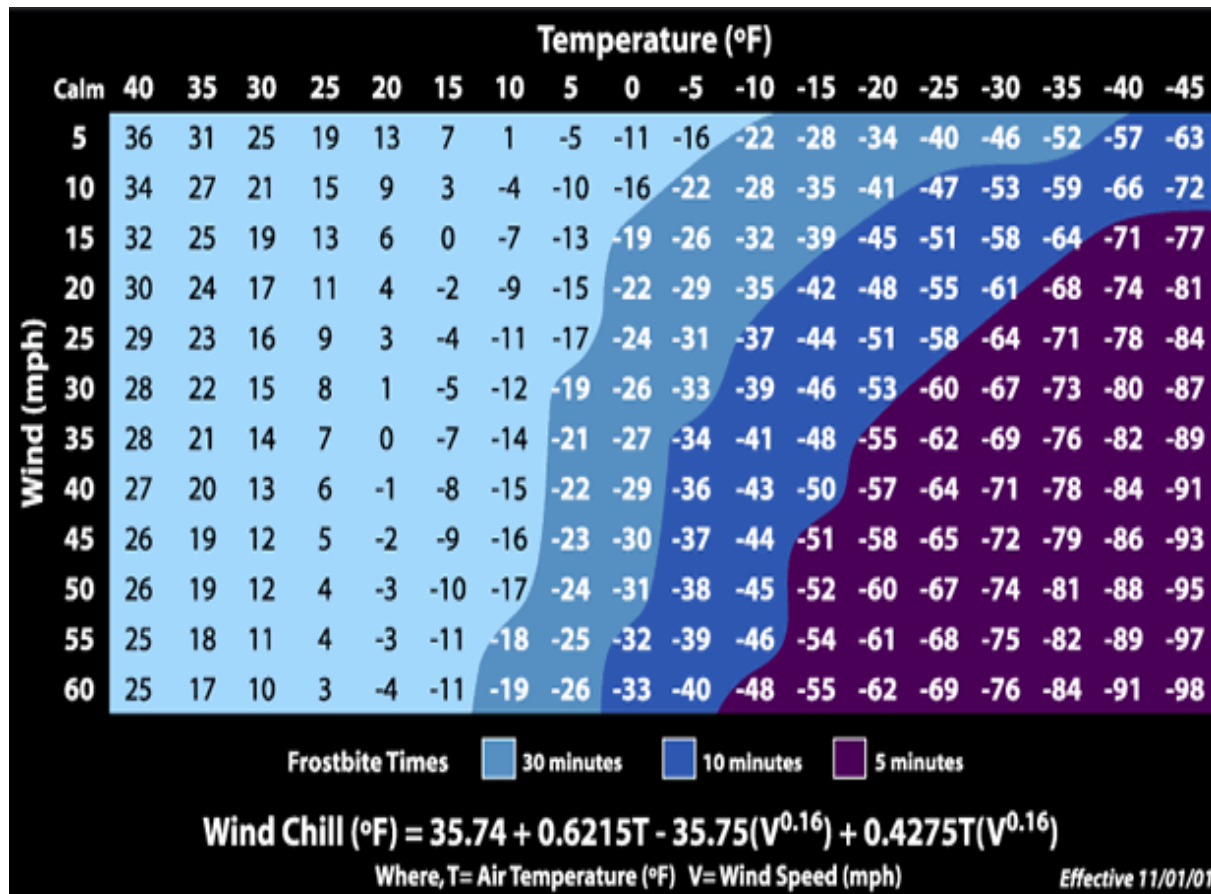 Temperature (ºF)
Calm 40 35 30 25 20 15 10 5 0 -5 -10 -15 -20 -25 -30 -35 -40 -45
5 36 31 25 19 13 7 1 -5 -11 -16 -22 -28 -34 -40 -46 -52 -57 -63
10 34 27 21 15 9 3 -4 -10 -16 -22 -28 -35 -41 -47 -53 -59 -66 -72
15 32 25 19 13 6 0 -7 -13 -19 -26 -32 -39 -45 -51 -58 -64 -71 -77
20 30 24 17 11 4 -2 -9 -15 -22 -29 -35 -42 -48 -55 -61 -68 -74 -81
25 29 23 16 9 3 -4 -11 -17 -24 -31 -37 -44 -51 -58 -64 -71 -78 -84
30 28 22 15 8 1 -5 -12 -19 -26 -33 -39 -46 -53 -60 -67 -73 -80 -87
35 28 21 14 7 0 -7 -14 -21 -27 -34 -41 -48 -55 -62 -69 -76 -82 -89
40 27 20 13 6 -1 -8 -15 -22 -29 -36 -43 -50 -57 -64 -71 -78 -84 -91
45 26 19 12 5 -2 -9 -16 -23 -30 -37 -44 -51 -58 -65 -72 -79 -86 -93
50 26 19 12 4 -3 -10 -17 -24 -31 -38 -45 -52 -60 -67 -74 -81 -88 -95
55 25 18 11 4 -3 -11 -18 -25 -32 -39 -46 -54 -61 -68 -75 -82 -89 -97
60 25 17 10 3 -4 -11 -19 -26 -33 -40 -48 -55 -62 -69 -76 -84 -91 -98
Wind (mph)
Frostbite Times 30 minutes 10 minutes 5 minutes
Wind Chill (ºF) = 35.74 + 0.6215T - 35.75(V^0.16) + 0.4275T(V^0.16)
Where, T= Air Temperature (ºF) V= Wind Speed (mph) Effective 11/01/01